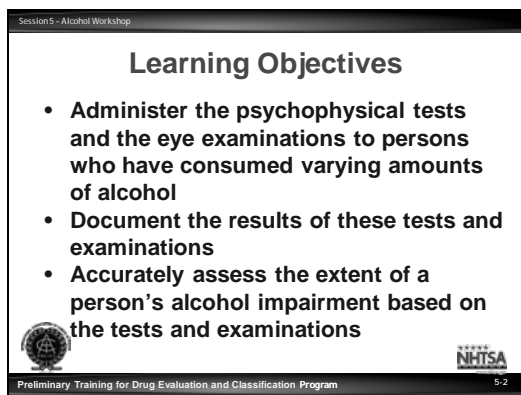 Session 5 - Alcohol Workshop
Learning Objectives
• Administer the psychophysical tests
and the eye examinations to persons
who have consumed varying amounts
of alcohol
• Document the results of these tests and
examinations
• Accurately assess the extent of a
person's alcohol impairment based on
the tests and examinations
NHTSA
Preliminary Training for Drug Evaluation and Classification Program
5-2